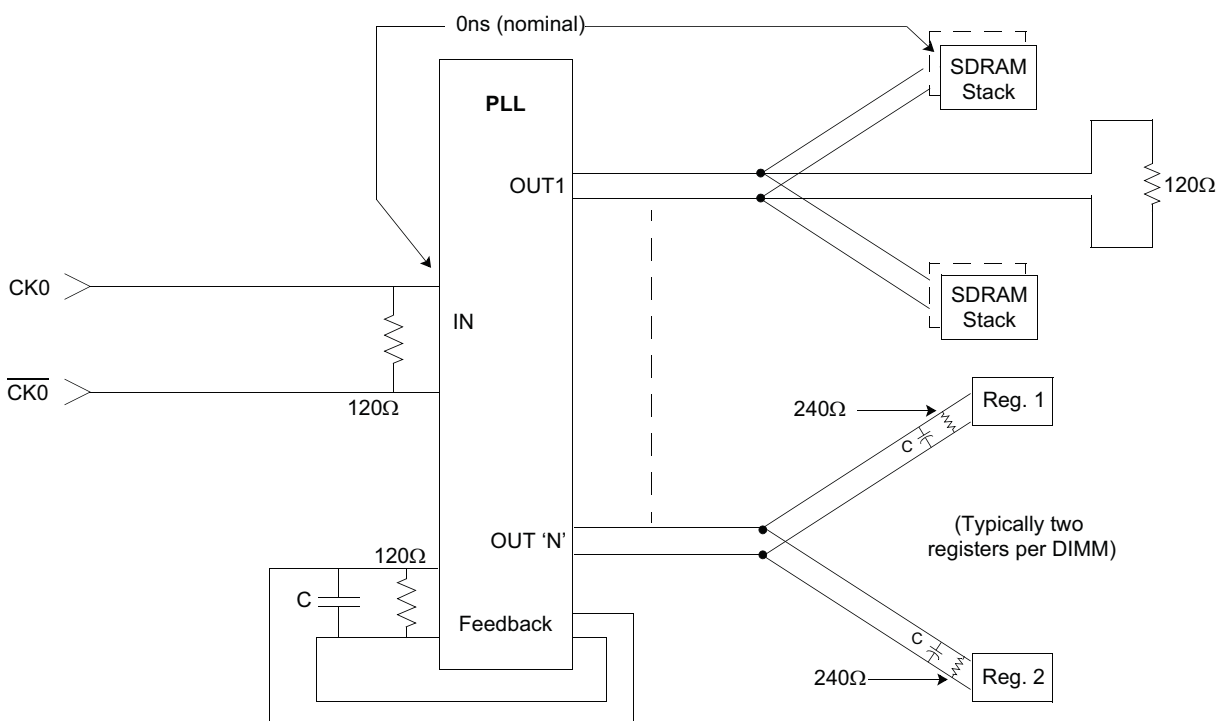 0ns (nominal)
PLL
SDRAM
Stack
OUT1
120Ω
CK0
IN
SDRAM
Stack
CK0
120Ω
240Ω
Reg. 1
C
OUT ‘N’
(Typically two
registers per DIMM)
120Ω
C
Feedback
C
240Ω
Reg. 2